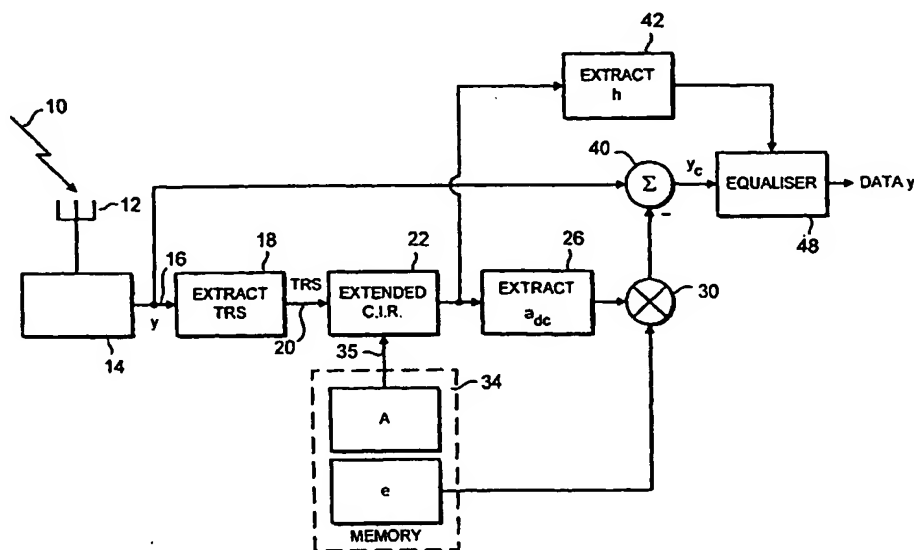 42
EXTRACT
h
10
40
Σ
y_c
EQUALISER
DATA y
48
12
–
18
22
26
16
EXTRACT
TRS
TRS
EXTENDED
C.I.R.
EXTRACT
a_dc
30
y
20
14
35
34
A
e
MEMORY